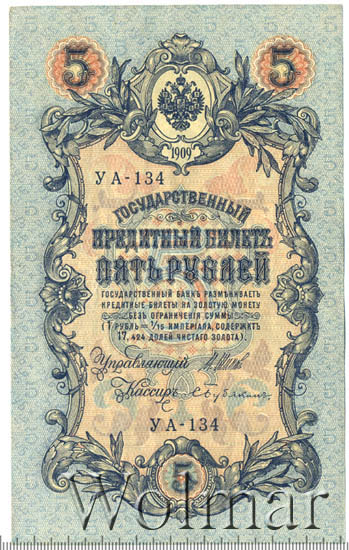 5 5
1909
УА-134
ГОСУДАРСТВЕННЫЙ
КРЕДИТНЫЙ БИЛЕТЪ
ПЯТЬ РУБЛЕЙ
ГОСУДАРСТВЕННЫЙ БАНКЪ РАЗМѢНИВАЕТЪ
КРЕДИТНЫЕ БИЛЕТЫ НА ЗОЛОТУЮ МОНЕТУ
БЕЗЪ ОГРАНИЧЕНІЯ СУММЫ
(1 РУБЛЬ = 1/15 ИМПЕРІАЛА, СОДЕРЖИТЪ
17,424 ДОЛЕЙ ЧИСТАГО ЗОЛОТА).
Управляющій
Кассиръ
УА-134
5
Wolmar